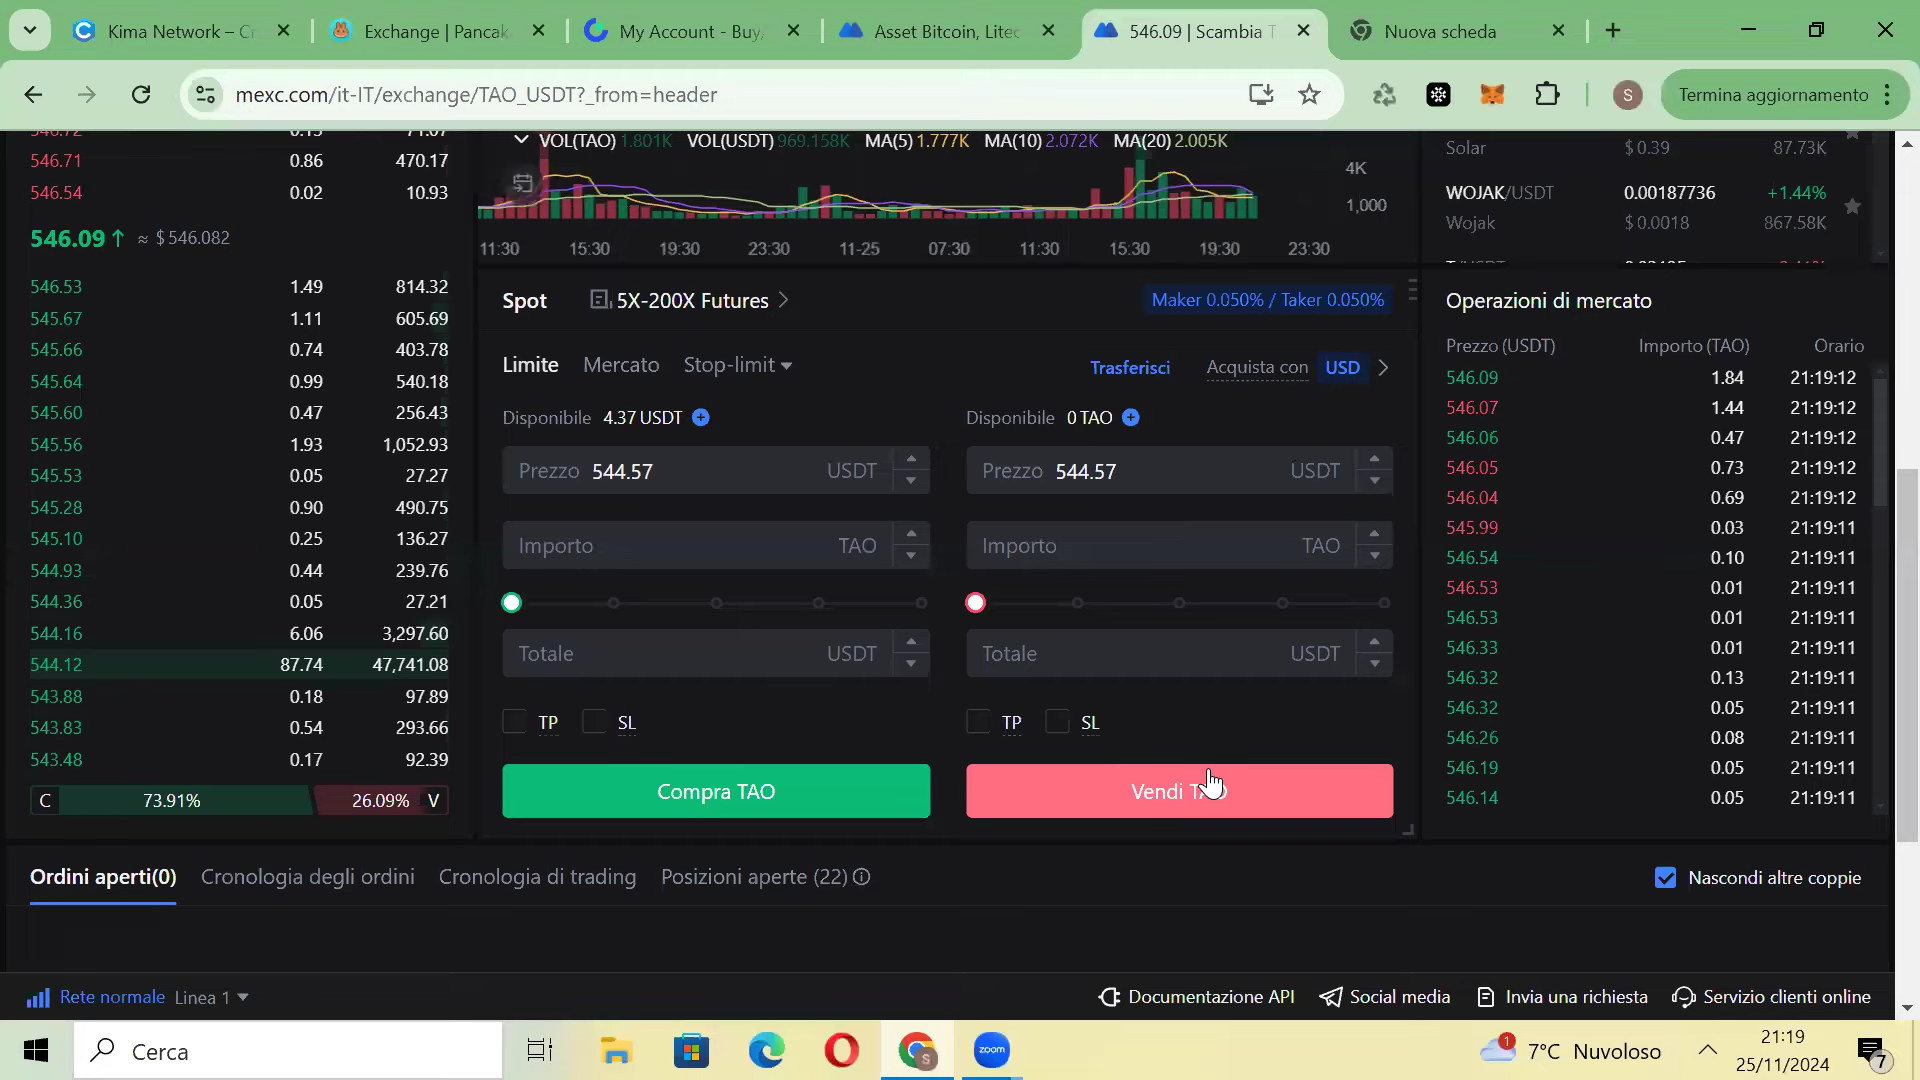 Kima Network – Cr
Exchange | Pancak
My Account - Buy,
Asset Bitcoin, Litec
546.09 | Scambia T
Nuova scheda
mexc.com/it-IT/exchange/TAO_USDT?_from=header
S
Termina aggiornamento
546.72 0.13 71.07
546.71 0.86 470.17
546.54 0.02 10.93
546.09 ↑ ≈ $ 546.082
546.53 1.49 814.32
545.67 1.11 605.69
545.66 0.74 403.78
545.64 0.99 540.18
545.60 0.47 256.43
545.56 1.93 1,052.93
545.53 0.05 27.27
545.28 0.90 490.75
545.10 0.25 136.27
544.93 0.44 239.76
544.36 0.05 27.21
544.16 6.06 3,297.60
544.12 87.74 47,741.08
543.88 0.18 97.89
543.83 0.54 293.66
543.48 0.17 92.39
C 73.91% 26.09% V
VOL(TAO) 1.801K VOL(USDT) 969.158K MA(5) 1.777K MA(10) 2.072K MA(20) 2.005K
4K
1,000
11:30 15:30 19:30 23:30 11-25 07:30 11:30 15:30 19:30 23:30
Spot 5X-200X Futures Maker 0.050% / Taker 0.050%
Limite Mercato Stop-limit Trasferisci Acquista con USD
Disponibile 4.37 USDT
Prezzo 544.57 USDT
Importo TAO
Totale USDT
TP SL
Compra TAO
Disponibile 0 TAO
Prezzo 544.57 USDT
Importo TAO
Totale USDT
TP SL
Solar $ 0.39 87.73K
WOJAK/USDT 0.00187736 +1.44%
Wojak $ 0.0018 867.58K
Operazioni di mercato
Prezzo (USDT) Importo (TAO) Orario
546.09 1.84 21:19:12
546.07 1.44 21:19:12
546.06 0.47 21:19:12
546.05 0.73 21:19:12
546.04 0.69 21:19:12
545.99 0.03 21:19:11
546.54 0.10 21:19:11
546.53 0.01 21:19:11
546.53 0.01 21:19:11
546.33 0.01 21:19:11
546.32 0.13 21:19:11
546.32 0.05 21:19:11
546.26 0.08 21:19:11
546.19 0.05 21:19:11
546.14 0.05 21:19:11
Vendi
Ordini aperti(0) Cronologia degli ordini Cronologia di trading Posizioni aperte (22) Nascondi altre coppie
Rete normale Linea 1 Documentazione API Social media Invia una richiesta Servizio clienti online
Cerca
zoom
1
7°C Nuvoloso
21:19
25/11/2024
7